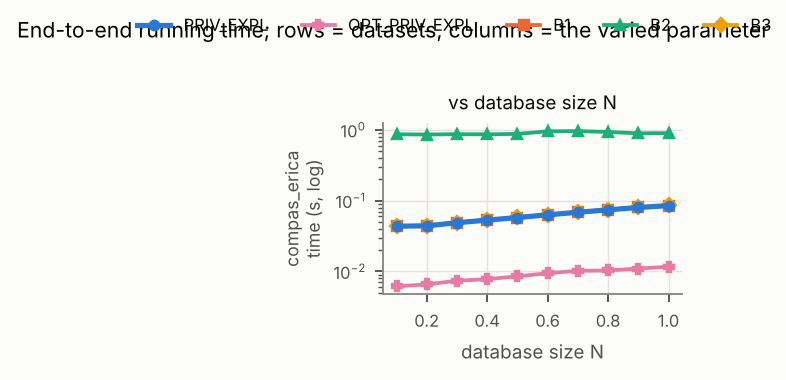 PRIV_EXPL OPT_PRIV_EXPL B1 B2 B3
End-to-end running time; rows = datasets, columns = the varied parameter
vs database size N
compas_erica
time (s, log)
10⁰
10⁻¹
10⁻²
0.2 0.4 0.6 0.8 1.0
database size N